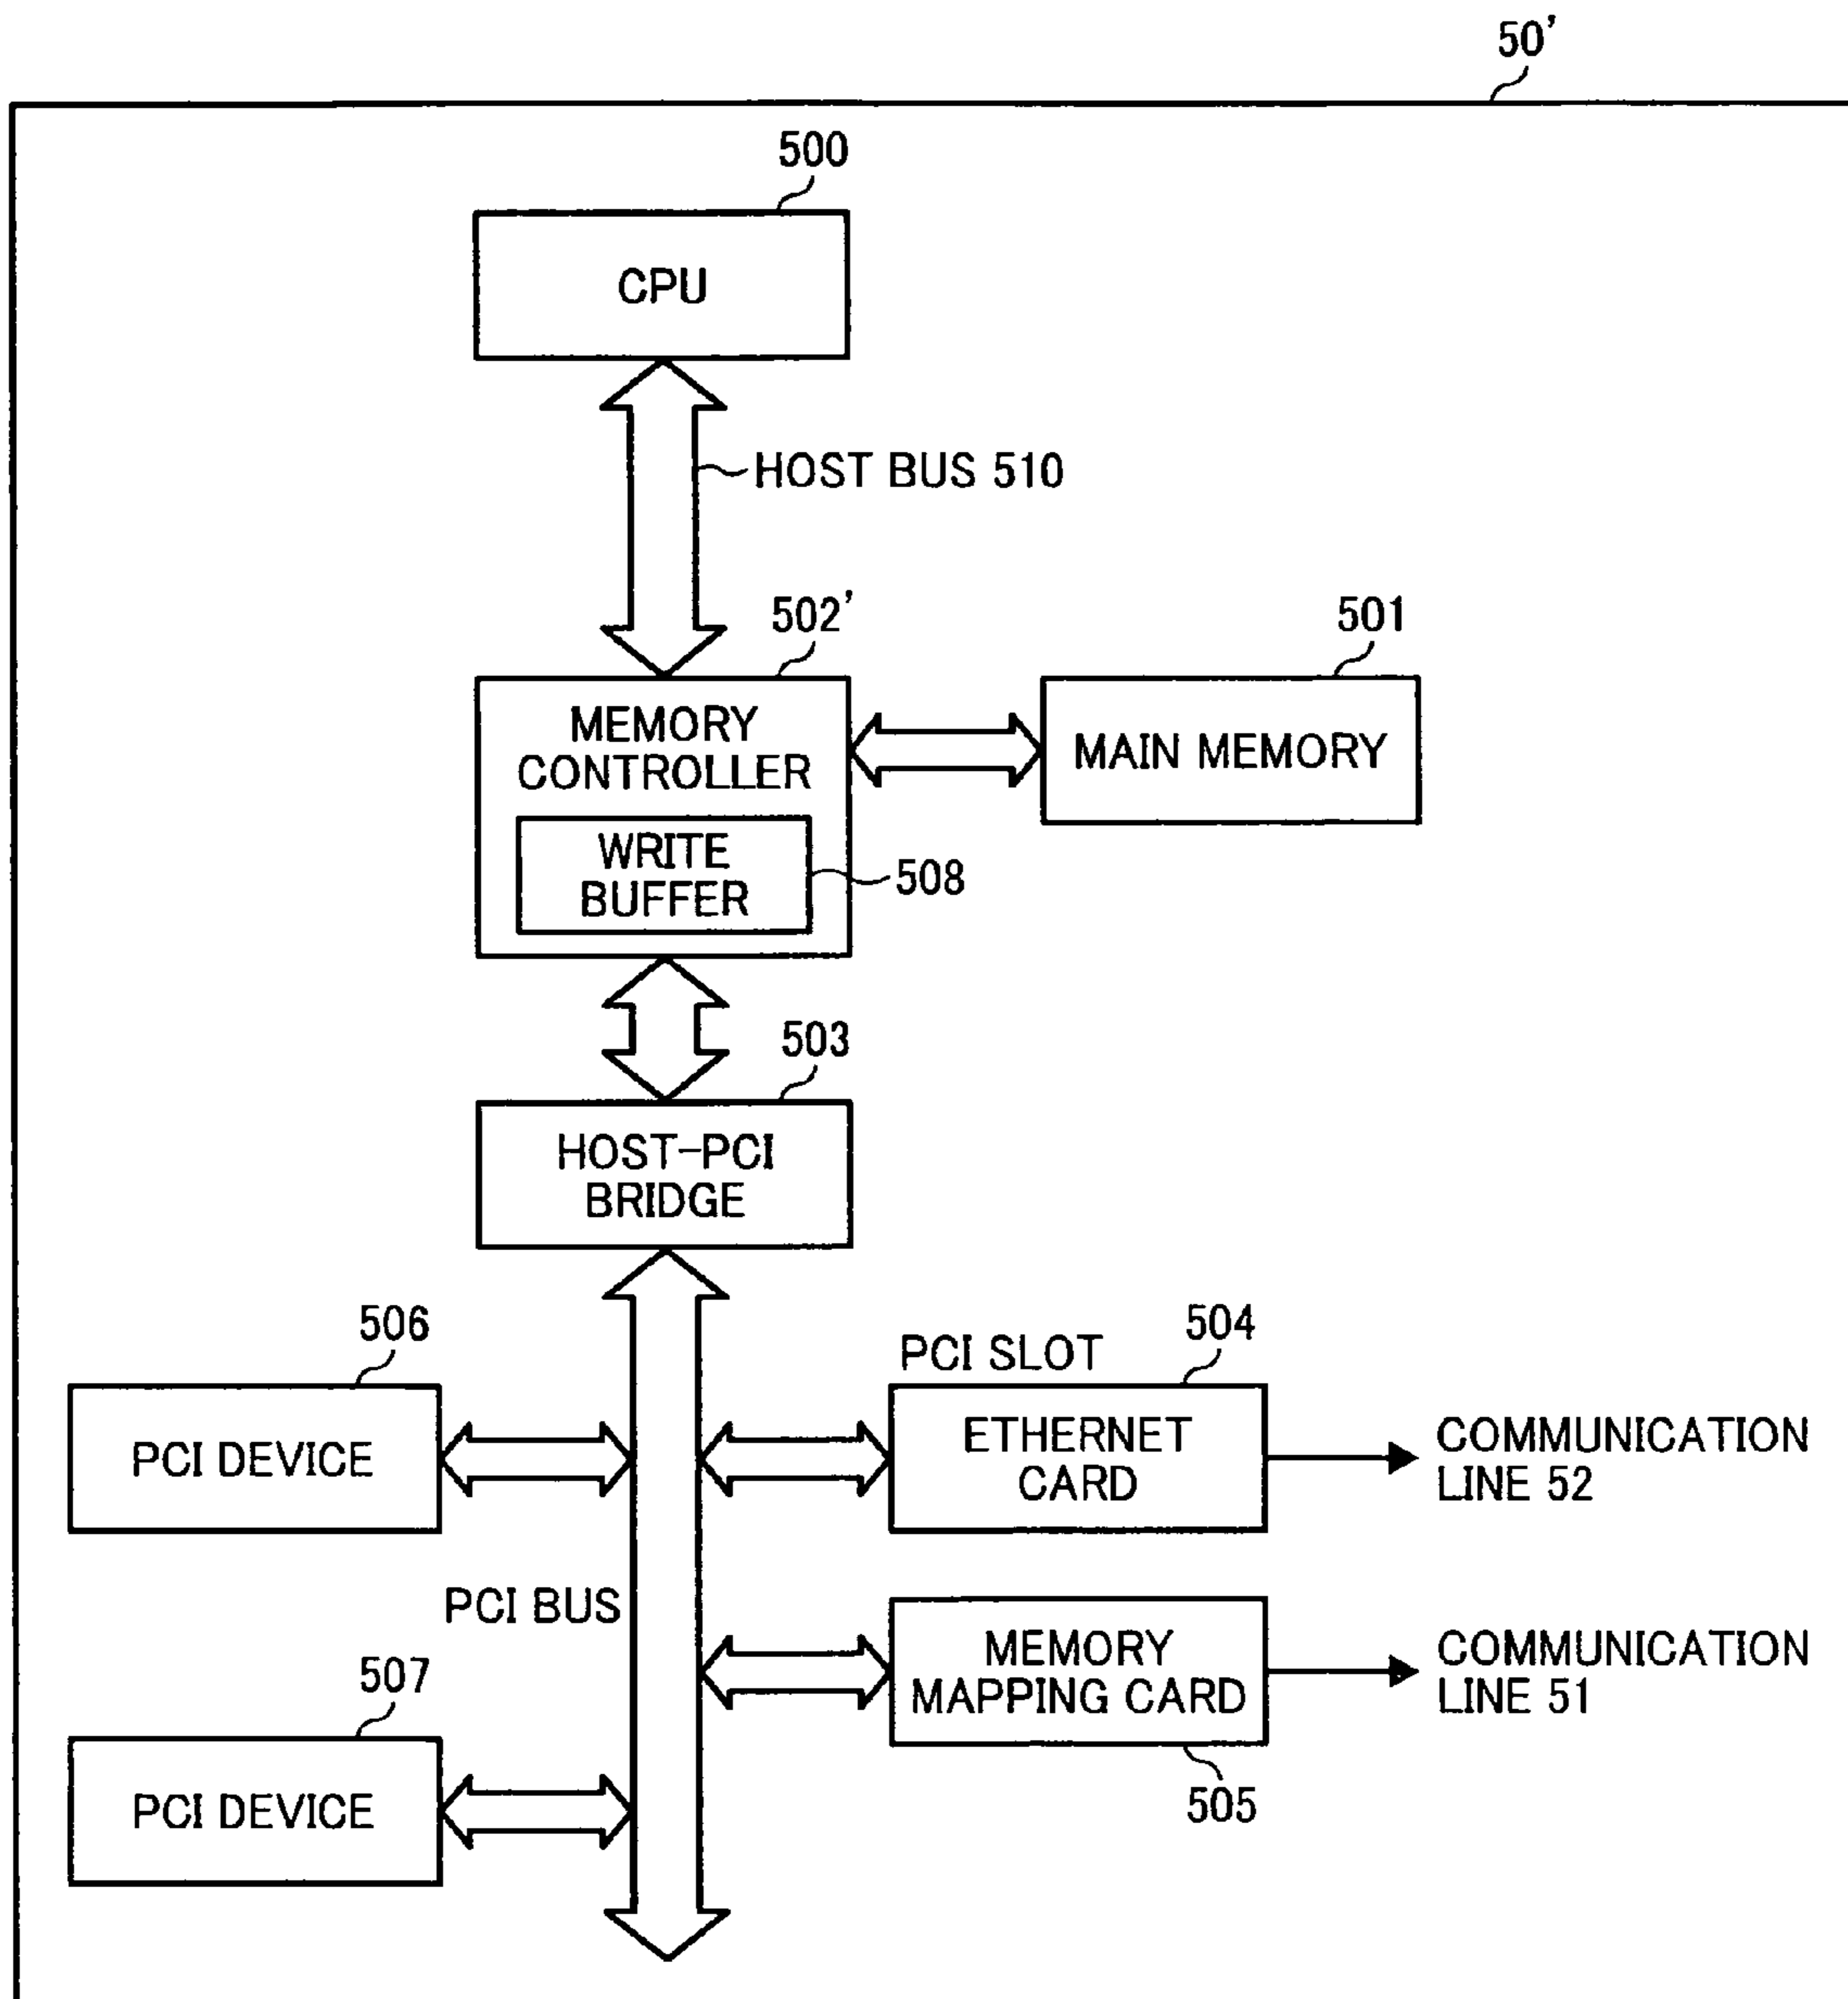 50'
500
CPU
HOST BUS 510
502'
501
MEMORY
CONTROLLER
MAIN MEMORY
WRITE
BUFFER
508
503
HOST-PCI
BRIDGE
506
PCI SLOT
504
PCI DEVICE
ETHERNET
CARD
COMMUNICATION
LINE 52
PCI BUS
MEMORY
MAPPING CARD
COMMUNICATION
LINE 51
507
505
PCI DEVICE